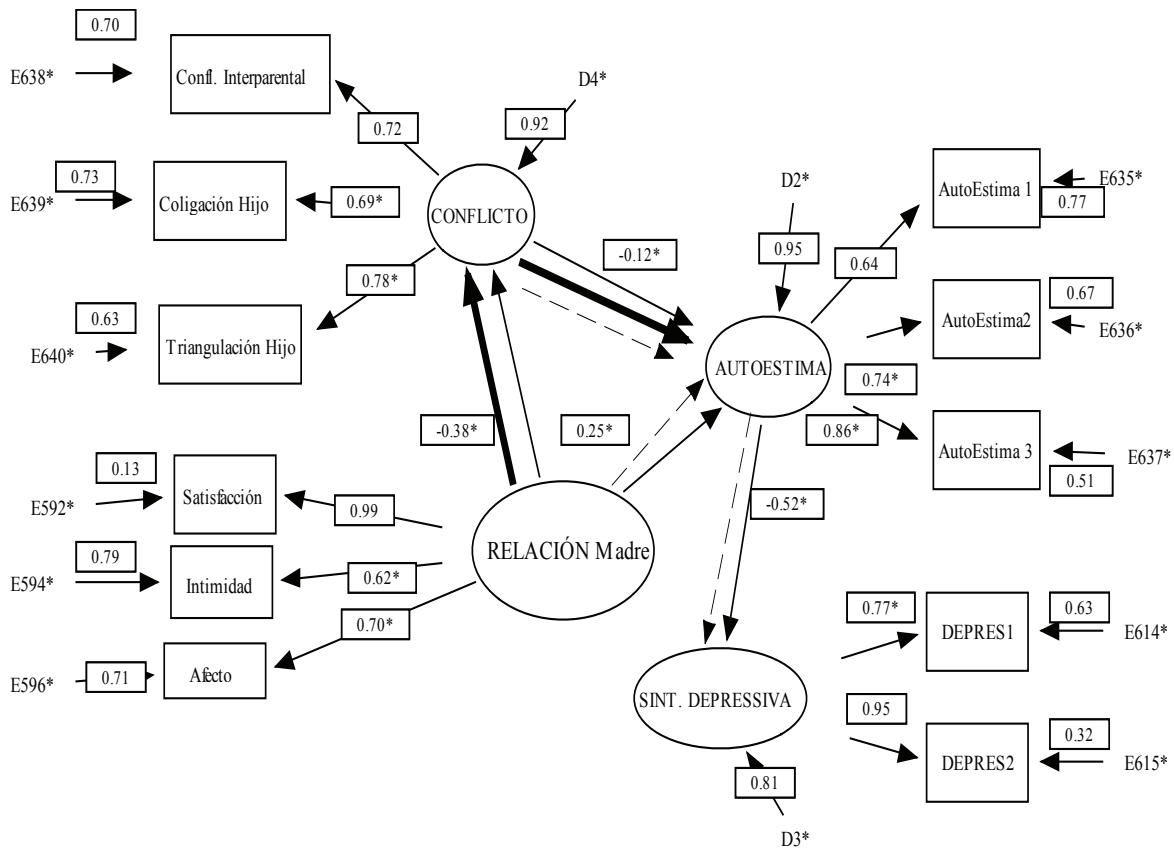 0.70
E638*
Confl. Interparental
0.72
D4*
0.92
0.73
E639*
Coligación Hijo
0.69*
CONFLICTO
0.63
E640*
Triangulación Hijo
0.78*
D2*
0.95
-0.12*
AUTOESTIMA
0.64
AutoEstima 1
E635*
0.77
AutoEstima2
0.67
E636*
0.74*
0.86*
AutoEstima 3
E637*
0.51
-0.38*
0.25*
0.13
E592*
Satisfacción
0.99
RELACIÓN Madre
0.79
E594*
Intimidad
0.62*
0.70*
E596*
0.71
Afecto
-0.52*
SINT. DEPRESSIVA
0.77*
DEPRES1
0.63
E614*
0.95
DEPRES2
0.32
E615*
0.81
D3*